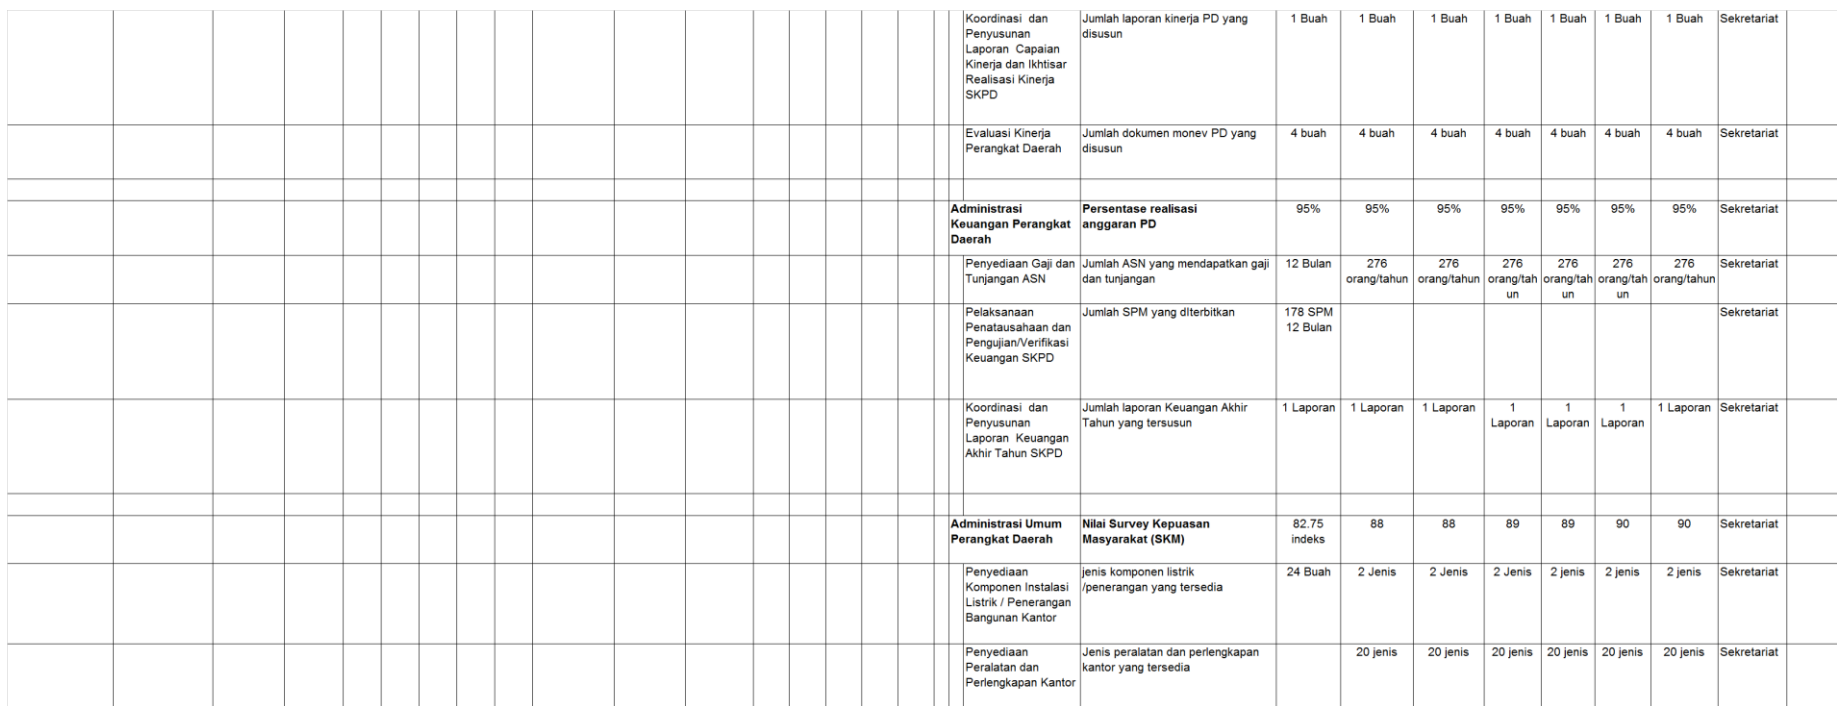 Koordinasi dan Jumlah laporan kinerja PD yang 1 Buah 1 Buah 1 Buah 1 Buah 1 Buah 1 Buah 1 Buah Sekretariat
Penyusunan disusun
Laporan Capaian
Kinerja dan Ikhtisar
Realisasi Kinerja
SKPD
Evaluasi Kinerja Jumlah dokumen monev PD yang 4 buah 4 buah 4 buah 4 buah 4 buah 4 buah 4 buah Sekretariat
Perangkat Daerah disusun
Administrasi Persentase realisasi 95% 95% 95% 95% 95% 95% 95% Sekretariat
Keuangan Perangkat anggaran PD
Daerah
Penyediaan Gaji dan Jumlah ASN yang mendapatkan gaji 12 Bulan 276 276 276 276 276 276 Sekretariat
Tunjangan ASN dan tunjangan orang/tahun orang/tahun orang/tah orang/tah orang/tah orang/tahun
un un un
Pelaksanaan Jumlah SPM yang dIterbitkan 178 SPM Sekretariat
Penatausahaan dan 12 Bulan
Pengujian/Verifikasi
Keuangan SKPD
Koordinasi dan Jumlah laporan Keuangan Akhir 1 Laporan 1 Laporan 1 Laporan 1 1 1 1 Laporan Sekretariat
Penyusunan Tahun yang tersusun Laporan Laporan Laporan
Laporan Keuangan
Akhir Tahun SKPD
Administrasi Umum Nilai Survey Kepuasan 82.75 88 88 89 89 90 90 Sekretariat
Perangkat Daerah Masyarakat (SKM) indeks
Penyediaan jenis komponen listrik 24 Buah 2 Jenis 2 Jenis 2 Jenis 2 jenis 2 jenis 2 jenis Sekretariat
Komponen Instalasi /penerangan yang tersedia
Listrik / Penerangan
Bangunan Kantor
Penyediaan Jenis peralatan dan perlengkapan 20 jenis 20 jenis 20 jenis 20 jenis 20 jenis 20 jenis Sekretariat
Peralatan dan kantor yang tersedia
Perlengkapan Kantor